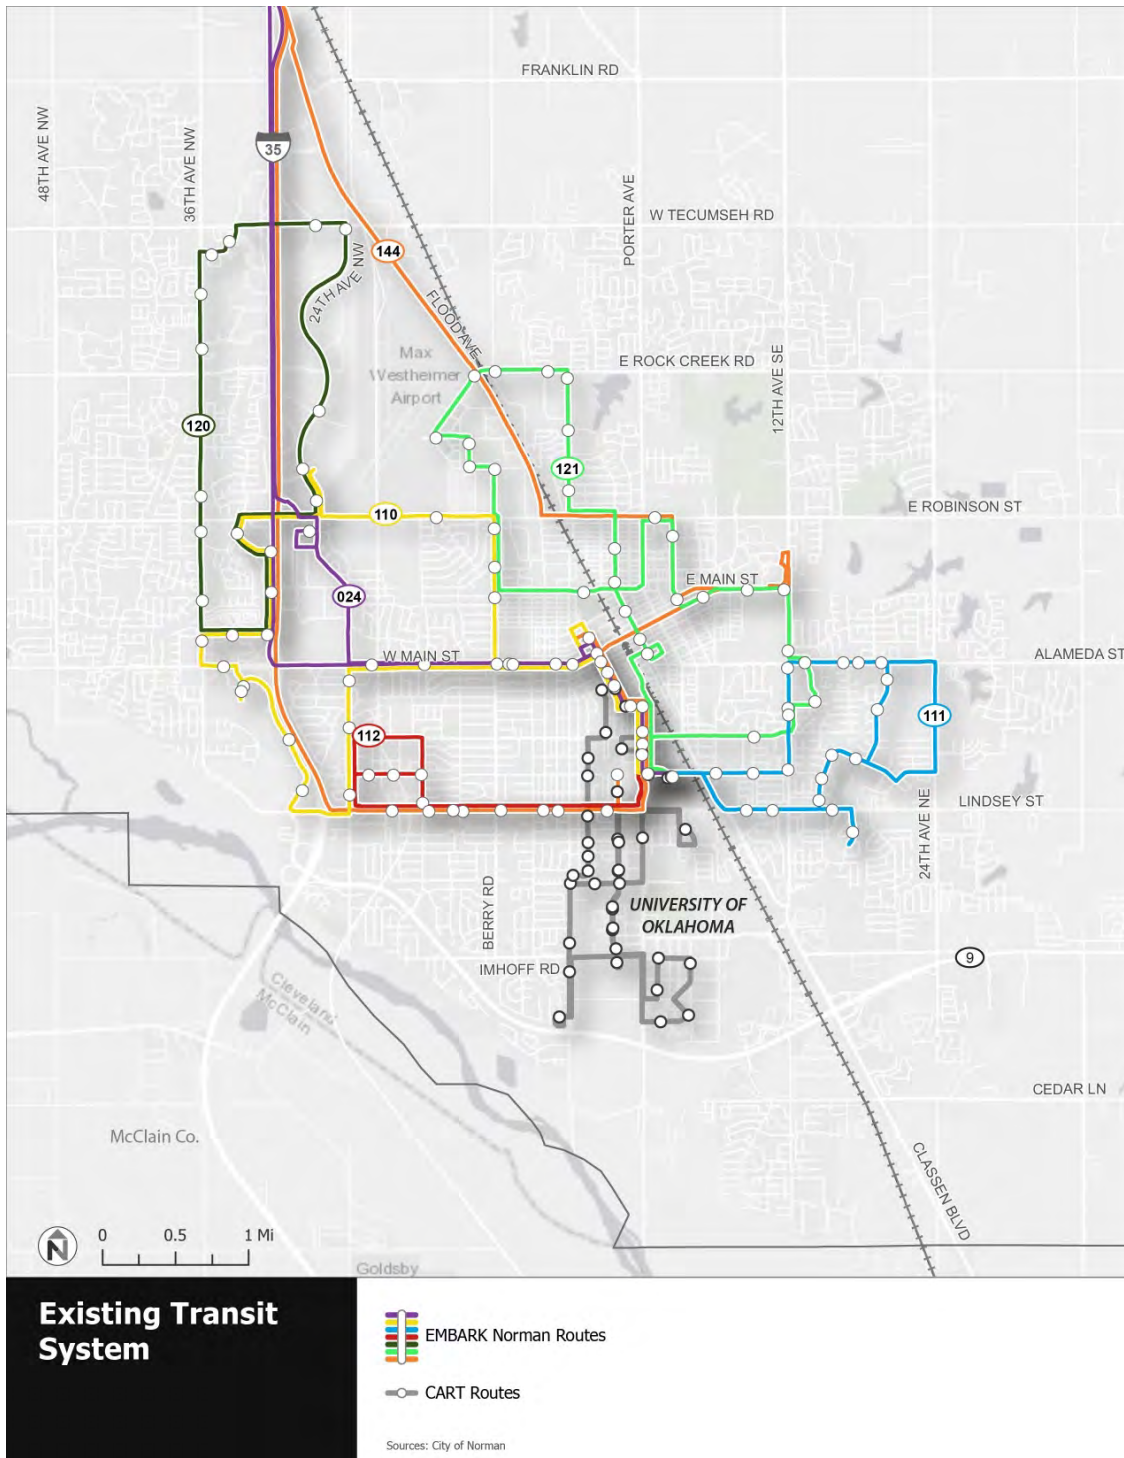 FRANKLIN RD
48TH AVE NW
36TH AVE NW
35
W TECUMSEH RD
PORTER AVE
144
24TH AVE NW
FLOOD AVE
Max
Westheimer
Airport
E ROCK CREEK RD
12TH AVE SE
120
121
110
E ROBINSON ST
024
E MAIN ST
W MAIN ST
ALAMEDA ST
112
111
LINDSEY ST
24TH AVE NE
BERRY RD
UNIVERSITY OF
OKLAHOMA
IMHOFF RD
9
Cleveland
McClain
CEDAR LN
McClain Co.
CLASSEN BLVD
N
0 0.5 1 Mi
Goldsby
Existing Transit
System
EMBARK Norman Routes
CART Routes
Sources: City of Norman